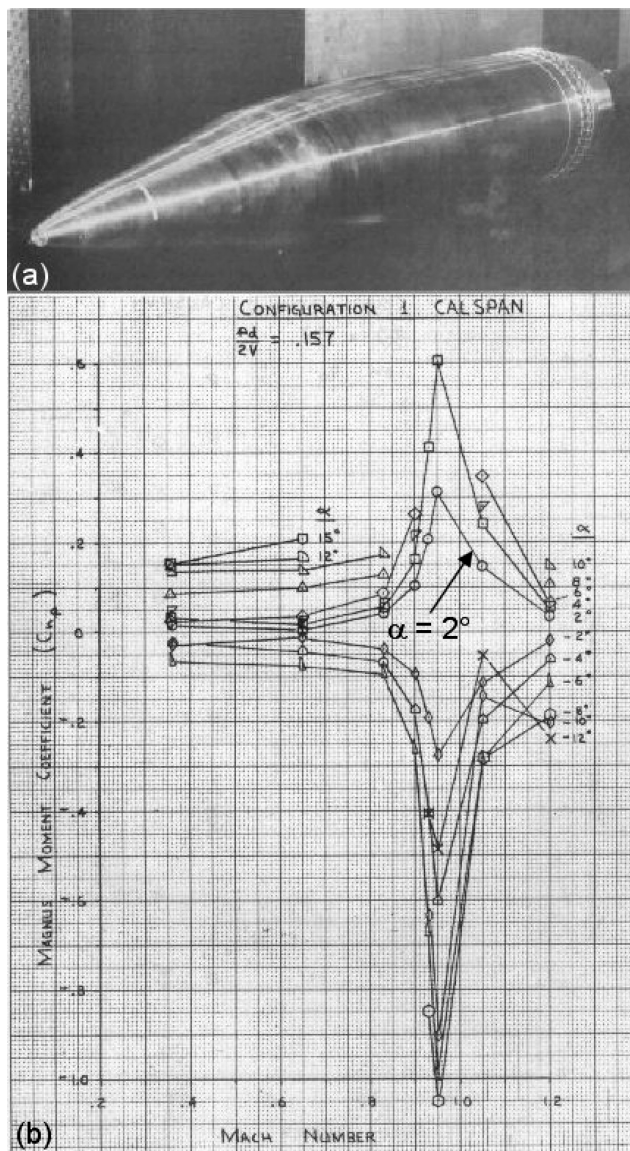 (a)
CONFIGURATION 1 CALSPAN
Pd
2V
= .157
.6
.4
.2
0
-.2
-.4
-.6
-.8
-1.0
MAGNUS MOMENT COEFFICIENT (Cnp)
α
15°
12°
α = 2°
α
10°
8°
6°
4°
2°
-2°
-4°
-6°
-8°
-10°
-12°
.2 .4 .6 .8 1.0 1.2
(b)
MACH NUMBER